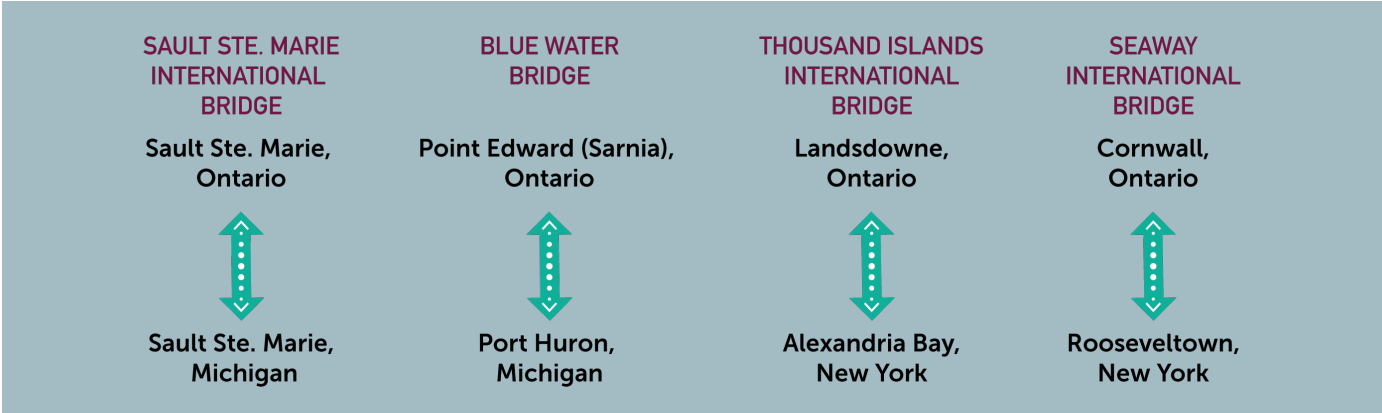 SAULT STE. MARIE
INTERNATIONAL
BRIDGE
Sault Ste. Marie,
Ontario
Sault Ste. Marie,
Michigan
BLUE WATER
BRIDGE
Point Edward (Sarnia),
Ontario
Port Huron,
Michigan
THOUSAND ISLANDS
INTERNATIONAL
BRIDGE
Landsdowne,
Ontario
Alexandria Bay,
New York
SEAWAY
INTERNATIONAL
BRIDGE
Cornwall,
Ontario
Rooseveltown,
New York